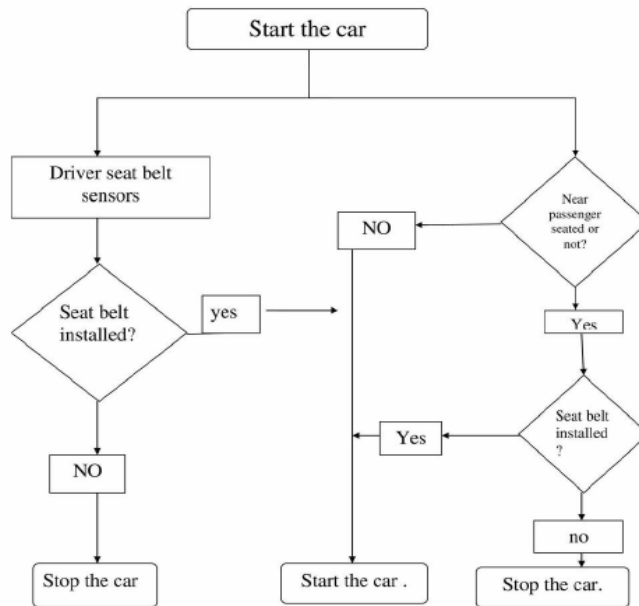 Start the car
Driver seat belt
sensors
Near
passenger
seated or
not?
NO
Seat belt
installed?
yes
Yes
Seat belt
installed
?
Yes
NO
no
Stop the car
Start the car .
Stop the car.